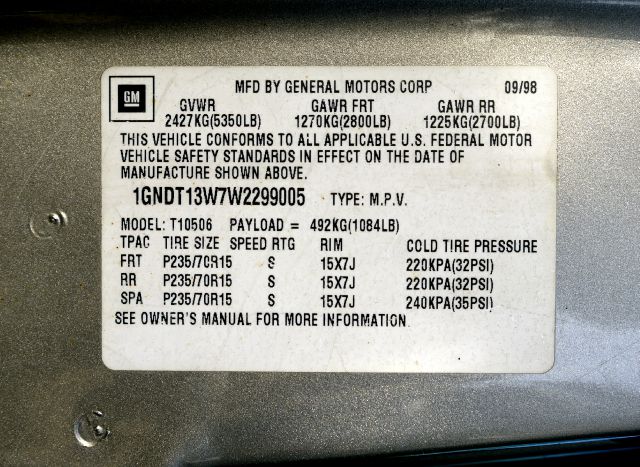 GM MFD BY GENERAL MOTORS CORP 09/98
GVWR GAWR FRT GAWR RR
2427KG(5350LB) 1270KG(2800LB) 1225KG(2700LB)
THIS VEHICLE CONFORMS TO ALL APPLICABLE U.S. FEDERAL MOTOR
VEHICLE SAFETY STANDARDS IN EFFECT ON THE DATE OF
MANUFACTURE SHOWN ABOVE.
1GNDT13W7W2299005 TYPE: M.P.V.
MODEL: T10506 PAYLOAD = 492KG(1084LB)
TPAC TIRE SIZE SPEED RTG RIM COLD TIRE PRESSURE
FRT P235/70R15 S 15X7J 220KPA(32PSI)
RR P235/70R15 S 15X7J 220KPA(32PSI)
SPA P235/70R15 S 15X7J 240KPA(35PSI)
SEE OWNER'S MANUAL FOR MORE INFORMATION